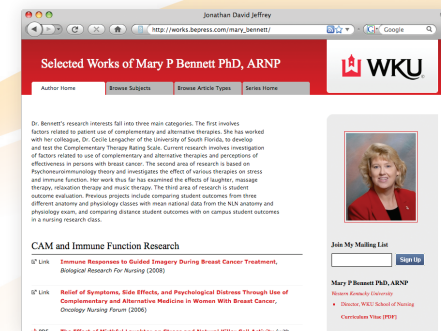 Jonathan David Jeffrey
http://works.bepress.com/mary_bennett/
Google
Selected Works of Mary P Bennett PhD, ARNP
WKU
Author Home
Browse Subjects
Browse Article Types
Series Home
Dr. Bennett's research interests fall into three main categories. The first involves
factors related to patient use of complementary and alternative therapies. She has worked
with her colleague, Dr. Cecile Lengacher of the University of South Florida, to develop
and test the Complementary Therapy Rating Scale. Current research involves investigation
of factors related to use of complementary and alternative therapies and perceptions of
effectiveness in persons with breast cancer. The second area of research is based on
Psychoneuroimmunology theory and investigates the effect of various therapies on stress
and immune function. Her work thus far has examined the effects of laughter, massage
therapy, relaxation therapy and music therapy. The third area of research is student
outcome evaluation. Previous projects include comparing student outcomes from three
different anatomy and physiology classes with mean national data from the NLN anatomy and
physiology exam, and comparing distance student outcomes with on campus student outcomes
in a nursing research class.
CAM and Immune Function Research
Link Immune Responses to Guided Imagery During Breast Cancer Treatment,
Biological Research For Nursing (2008)
Link Relief of Symptoms, Side Effects, and Psychological Distress Through Use of
Complementary and Alternative Medicine in Women With Breast Cancer,
Oncology Nursing Forum (2006)
Join My Mailing List
Sign Up
Mary P Bennett PhD, ARNP
Western Kentucky University
Director, WKU School of Nursing
Curriculum Vitae (PDF)